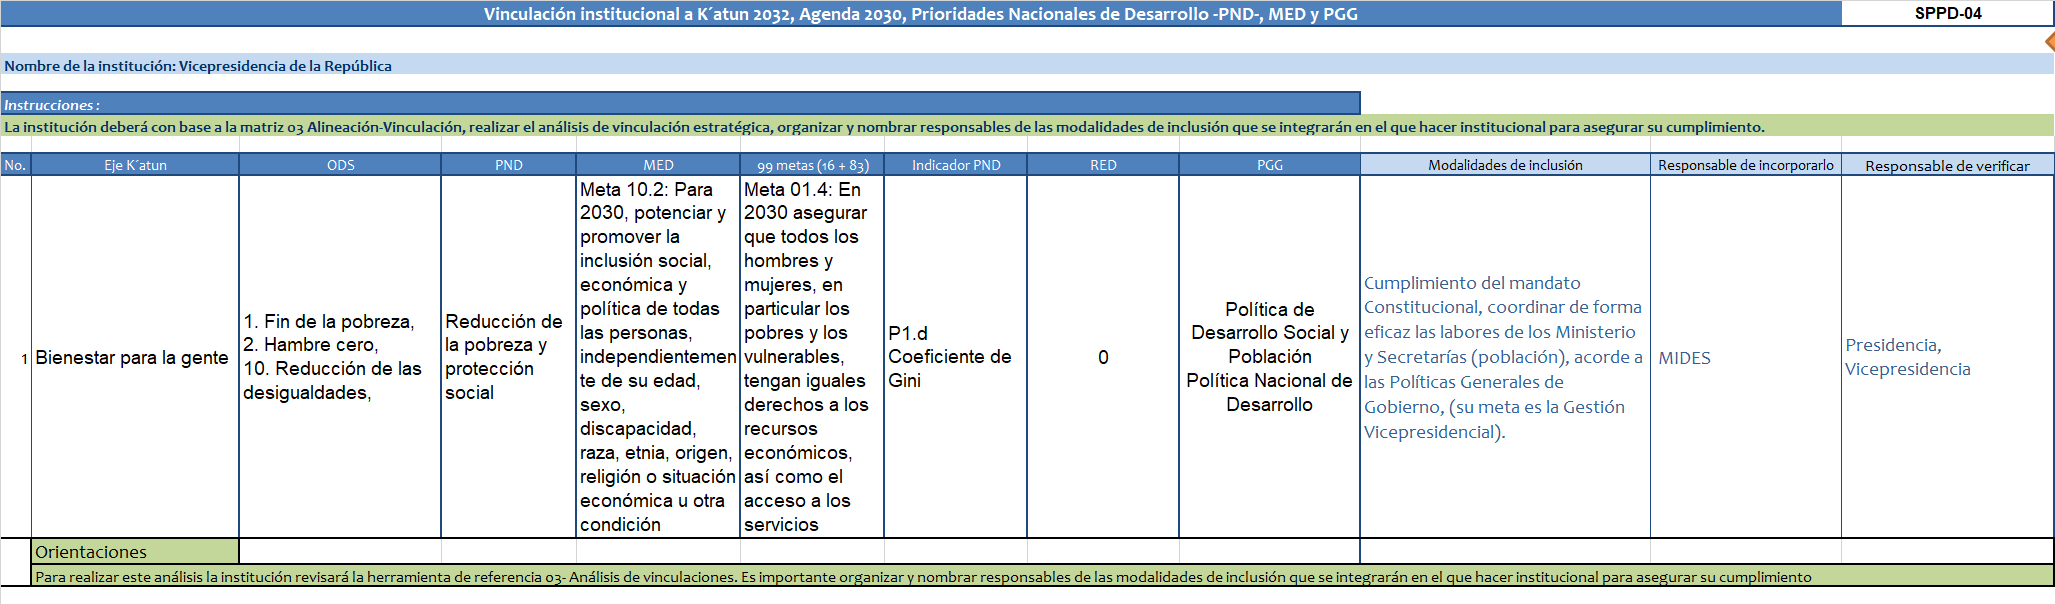 Vinculación institucional a K´atun 2032, Agenda 2030, Prioridades Nacionales de Desarrollo -PND-, MED y PGG
SPPD-04
Nombre de la institución: Vicepresidencia de la República
Instrucciones :
La institución deberá con base a la matriz 03 Alineación-Vinculación, realizar el análisis de vinculación estratégica, organizar y nombrar responsables de las modalidades de inclusión que se integrarán en el que hacer institucional para asegurar su cumplimiento.
No.
Eje K´atun
ODS
PND
MED
99 metas (16 + 83)
Indicador PND
RED
PGG
Modalidades de inclusión
Responsable de incorporarlo
Responsable de verificar
1
Bienestar para la gente
1. Fin de la pobreza,
2. Hambre cero,
10. Reducción de las
desigualdades,
Reducción de
la pobreza y
protección
social
Meta 10.2: Para
2030, potenciar y
promover la
inclusión social,
económica y
política de todas
las personas,
independientemen
te de su edad,
sexo,
discapacidad,
raza, etnia, origen,
religión o situación
económica u otra
condición
Meta 01.4: En
2030 asegurar
que todos los
hombres y
mujeres, en
particular los
pobres y los
vulnerables,
tengan iguales
derechos a los
recursos
económicos,
así como el
acceso a los
servicios
P1.d
Coeficiente de
Gini
0
Política de
Desarrollo Social y
Población
Política Nacional de
Desarrollo
Cumplimiento del mandato
Constitucional, coordinar de forma
eficaz las labores de los Ministerio
y Secretarías (población), acorde a
las Políticas Generales de
Gobierno, (su meta es la Gestión
Vicepresidencial).
MIDES
Presidencia,
Vicepresidencia
Orientaciones
Para realizar este análisis la institución revisará la herramienta de referencia 03- Análisis de vinculaciones. Es importante organizar y nombrar responsables de las modalidades de inclusión que se integrarán en el que hacer institucional para asegurar su cumplimiento